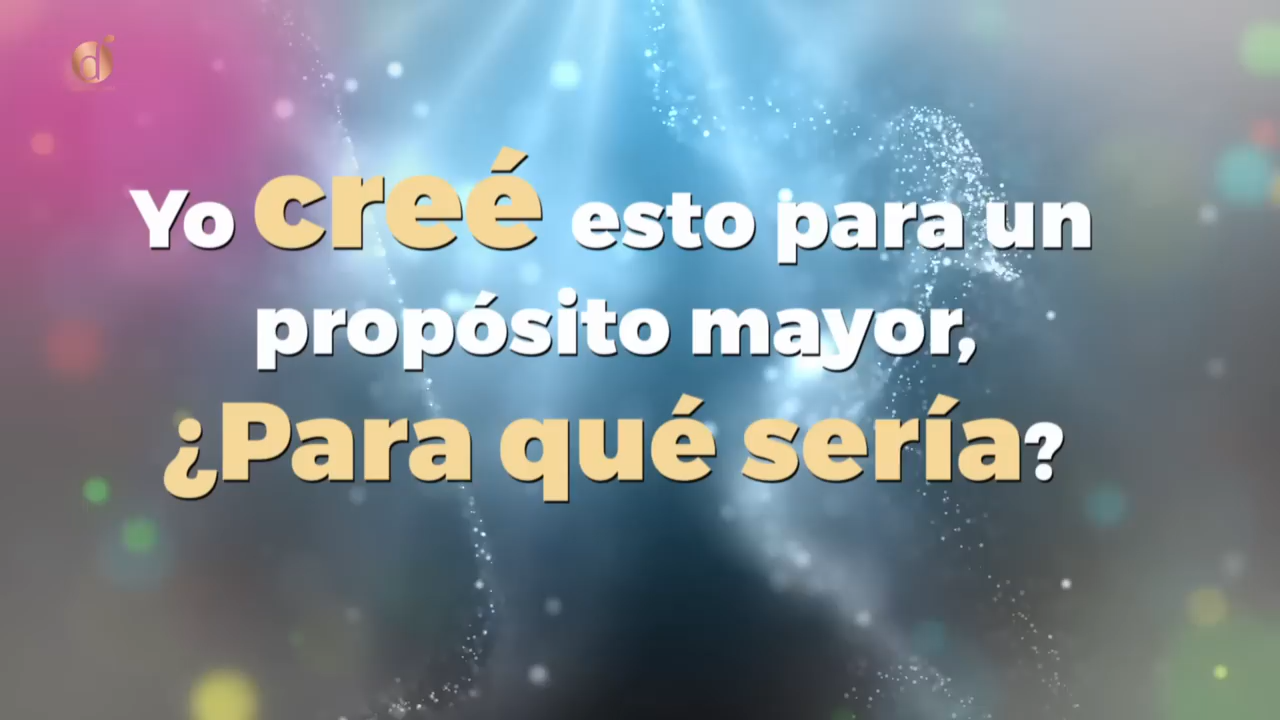 d
Yo creé esto para un
propósito mayor,
¿Para qué sería?